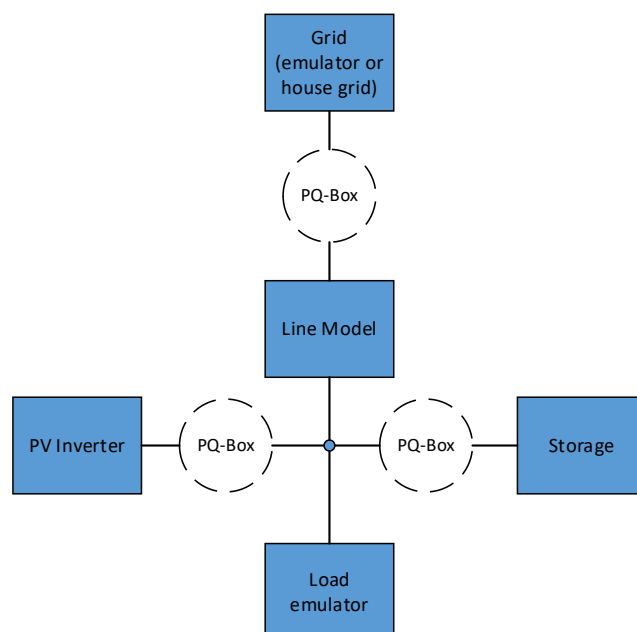 Grid
(emulator or
house grid)
PQ-Box
Line Model
PV Inverter
PQ-Box
PQ-Box
Storage
Load
emulator